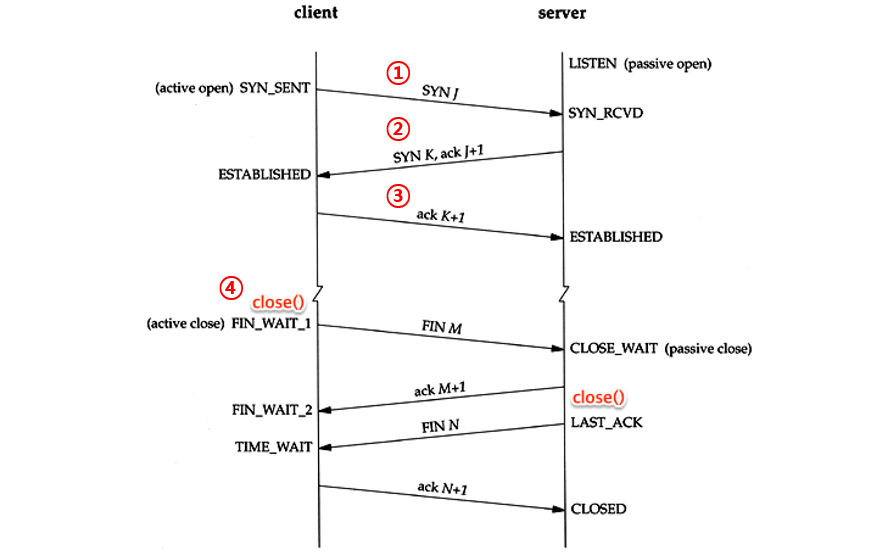 client server
LISTEN (passive open)
①
(active open) SYN_SENT
SYN J
SYN_RCVD
②
SYN K, ack J+1
ESTABLISHED
③
ack K+1
ESTABLISHED
④
close()
(active close) FIN_WAIT_1
FIN M
CLOSE_WAIT (passive close)
ack M+1
close()
FIN_WAIT_2
FIN N
LAST_ACK
TIME_WAIT
ack N+1
CLOSED